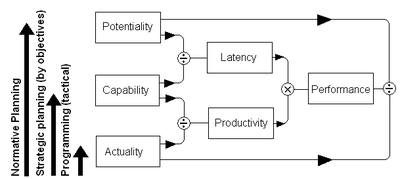 Normative Planning
Strategic planning (by objectives)
Programming (tactical)
Potentiality
Capability
Actuality
÷
÷
Latency
Productivity
×
Performance
÷